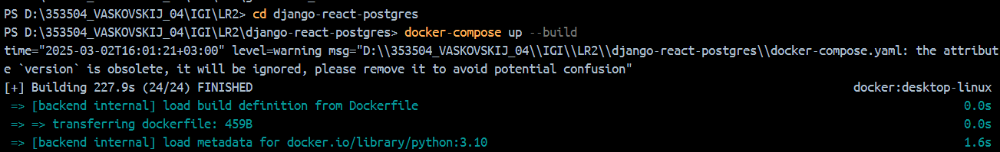 PS D:\353504_VASKOVSKIJ_04\IGI\LR2> cd django-react-postgres
PS D:\353504_VASKOVSKIJ_04\IGI\LR2\django-react-postgres> docker-compose up --build
time="2025-03-02T16:01:21+03:00" level=warning msg="D:\\353504_VASKOVSKIJ_04\\IGI\\LR2\\django-react-postgres\\docker-compose.yaml: the attribut
e `version` is obsolete, it will be ignored, please remove it to avoid potential confusion"
[+] Building 227.9s (24/24) FINISHED docker:desktop-linux
=> [backend internal] load build definition from Dockerfile 0.0s
=> => transferring dockerfile: 459B 0.0s
=> [backend internal] load metadata for docker.io/library/python:3.10 1.6s